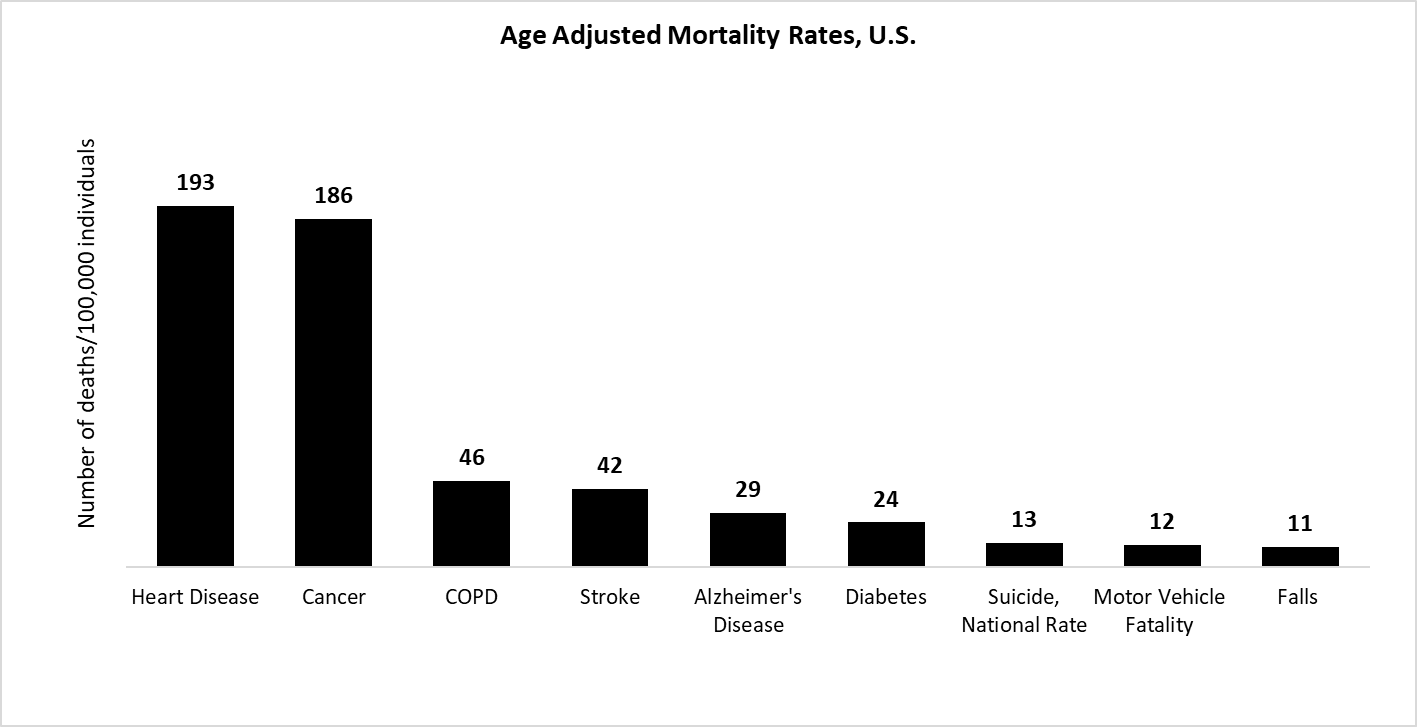 Age Adjusted Mortality Rates, U.S.
Number of deaths/100,000 individuals
193
186
46
42
29
24
13
12
11
Heart Disease
Cancer
COPD
Stroke
Alzheimer's
Disease
Diabetes
Suicide,
National Rate
Motor Vehicle
Fatality
Falls